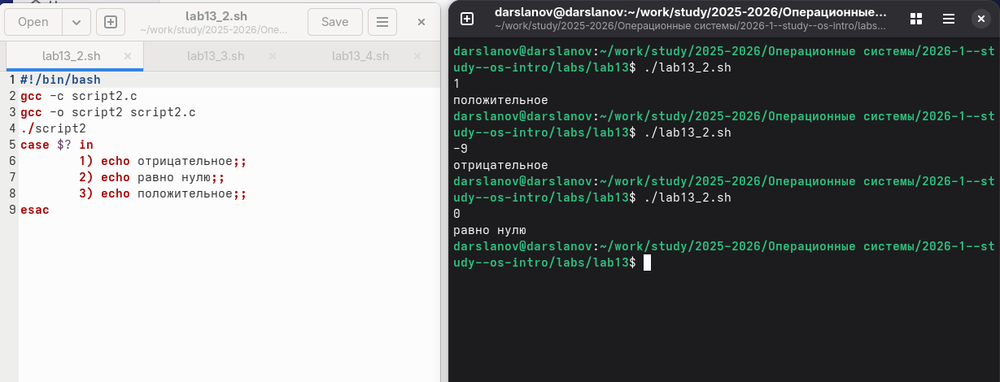 Open
lab13_2.sh
~/work/study/2025-2026/Опе...
Save
lab13_2.sh
lab13_3.sh
lab13_4.sh
1 #!/bin/bash
2 gcc -c script2.c
3 gcc -o script2 script2.c
4 ./script2
5 case $? in
6 1) echo отрицательное;;
7 2) echo равно нулю;;
8 3) echo положительное;;
9 esac
darslanov@darslanov:~/work/study/2025-2026/Операционные...
~/work/study/2025-2026/Операционные системы/2026-1--study--os-intro/labs...
darslanov@darslanov:~/work/study/2025-2026/Операционные системы/2026-1--st
udy--os-intro/labs/lab13$ ./lab13_2.sh
1
положительное
darslanov@darslanov:~/work/study/2025-2026/Операционные системы/2026-1--st
udy--os-intro/labs/lab13$ ./lab13_2.sh
-9
отрицательное
darslanov@darslanov:~/work/study/2025-2026/Операционные системы/2026-1--st
udy--os-intro/labs/lab13$ ./lab13_2.sh
0
равно нулю
darslanov@darslanov:~/work/study/2025-2026/Операционные системы/2026-1--st
udy--os-intro/labs/lab13$